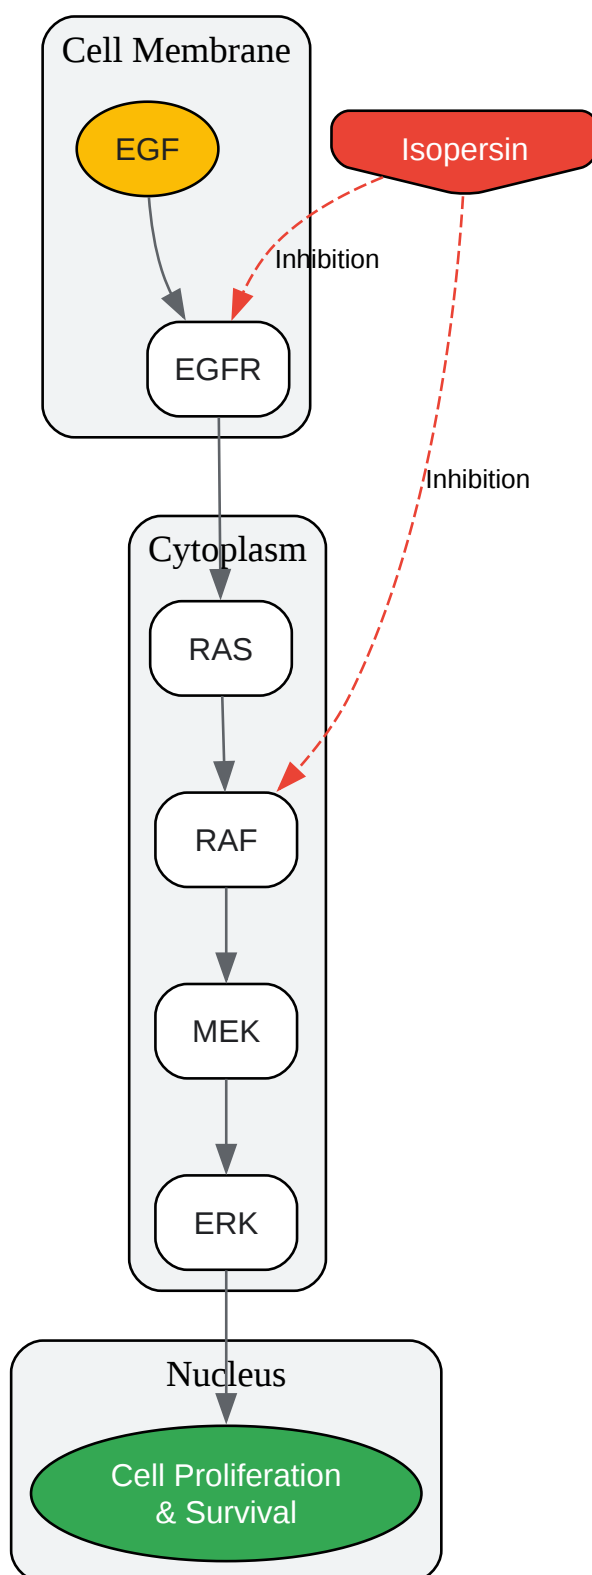 Cell Membrane
EGF
Isopersin
Inhibition
EGFR
Inhibition
Cytoplasm
RAS
RAF
MEK
ERK
Nucleus
Cell Proliferation
& Survival